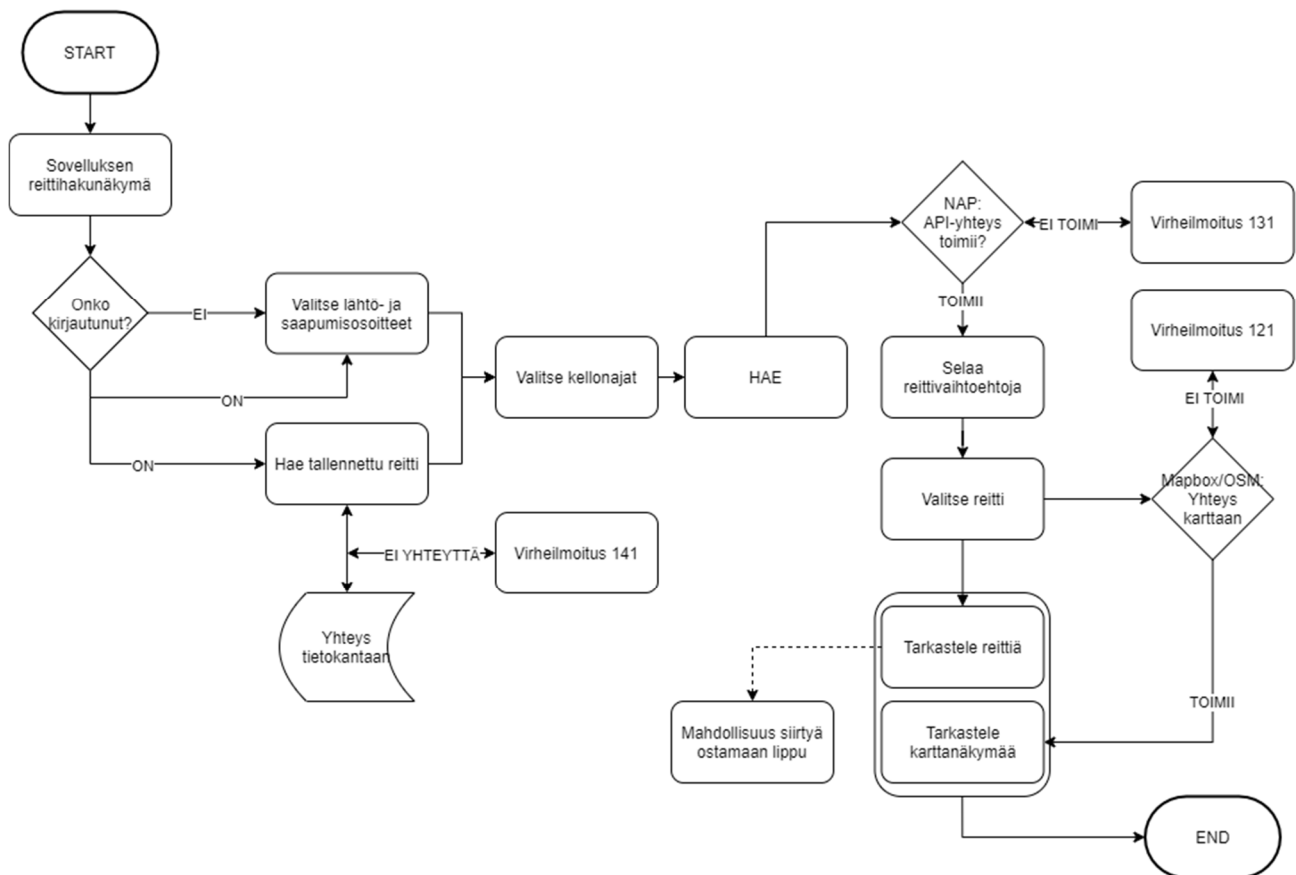 START
Sovelluksen
reittihakunäkymä
Onko
kirjautunut?
EI
ON
ON
Valitse lähtö- ja
saapumisosoitteet
Hae tallennettu reitti
EI YHTEYTTÄ
Virheilmoitus 141
Yhteys
tietokantaan
Valitse kellonajat
HAE
NAP:
API-yhteys
toimii?
EI TOIMI
Virheilmoitus 131
TOIMII
Selaa
reittivaihtoehtoja
Valitse reitti
Virheilmoitus 121
EI TOIMI
Mapbox/OSM:
Yhteys
karttaan
TOIMII
Tarkastele reittiä
Tarkastele
karttanäkymää
Mahdollisuus siirtyä
ostamaan lippu
END